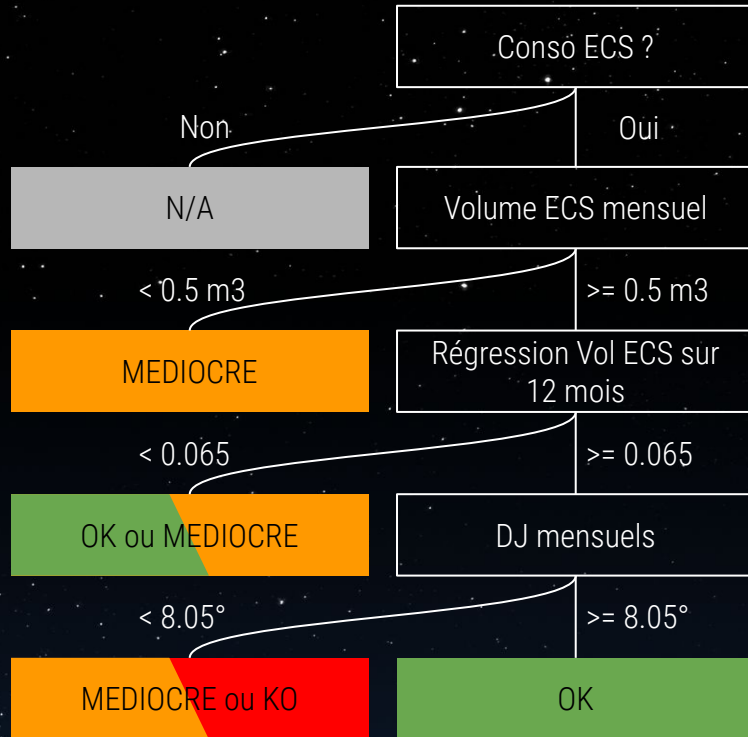 Conso ECS ?
Non
Oui
N/A
Volume ECS mensuel
< 0.5 m3
>= 0.5 m3
MEDIOCRE
Régression Vol ECS sur
12 mois
< 0.065
>= 0.065
OK ou MEDIOCRE
DJ mensuels
< 8.05°
>= 8.05°
MEDIOCRE ou KO
OK